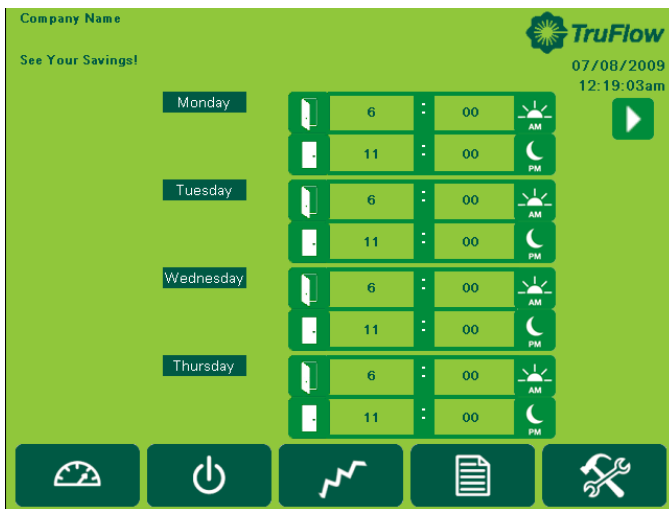 Company Name
TruFlow
See Your Savings!
07/08/2009
12:19:03am
Monday
6 : 00 AM
11 : 00 PM
Tuesday
6 : 00 AM
11 : 00 PM
Wednesday
6 : 00 AM
11 : 00 PM
Thursday
6 : 00 AM
11 : 00 PM